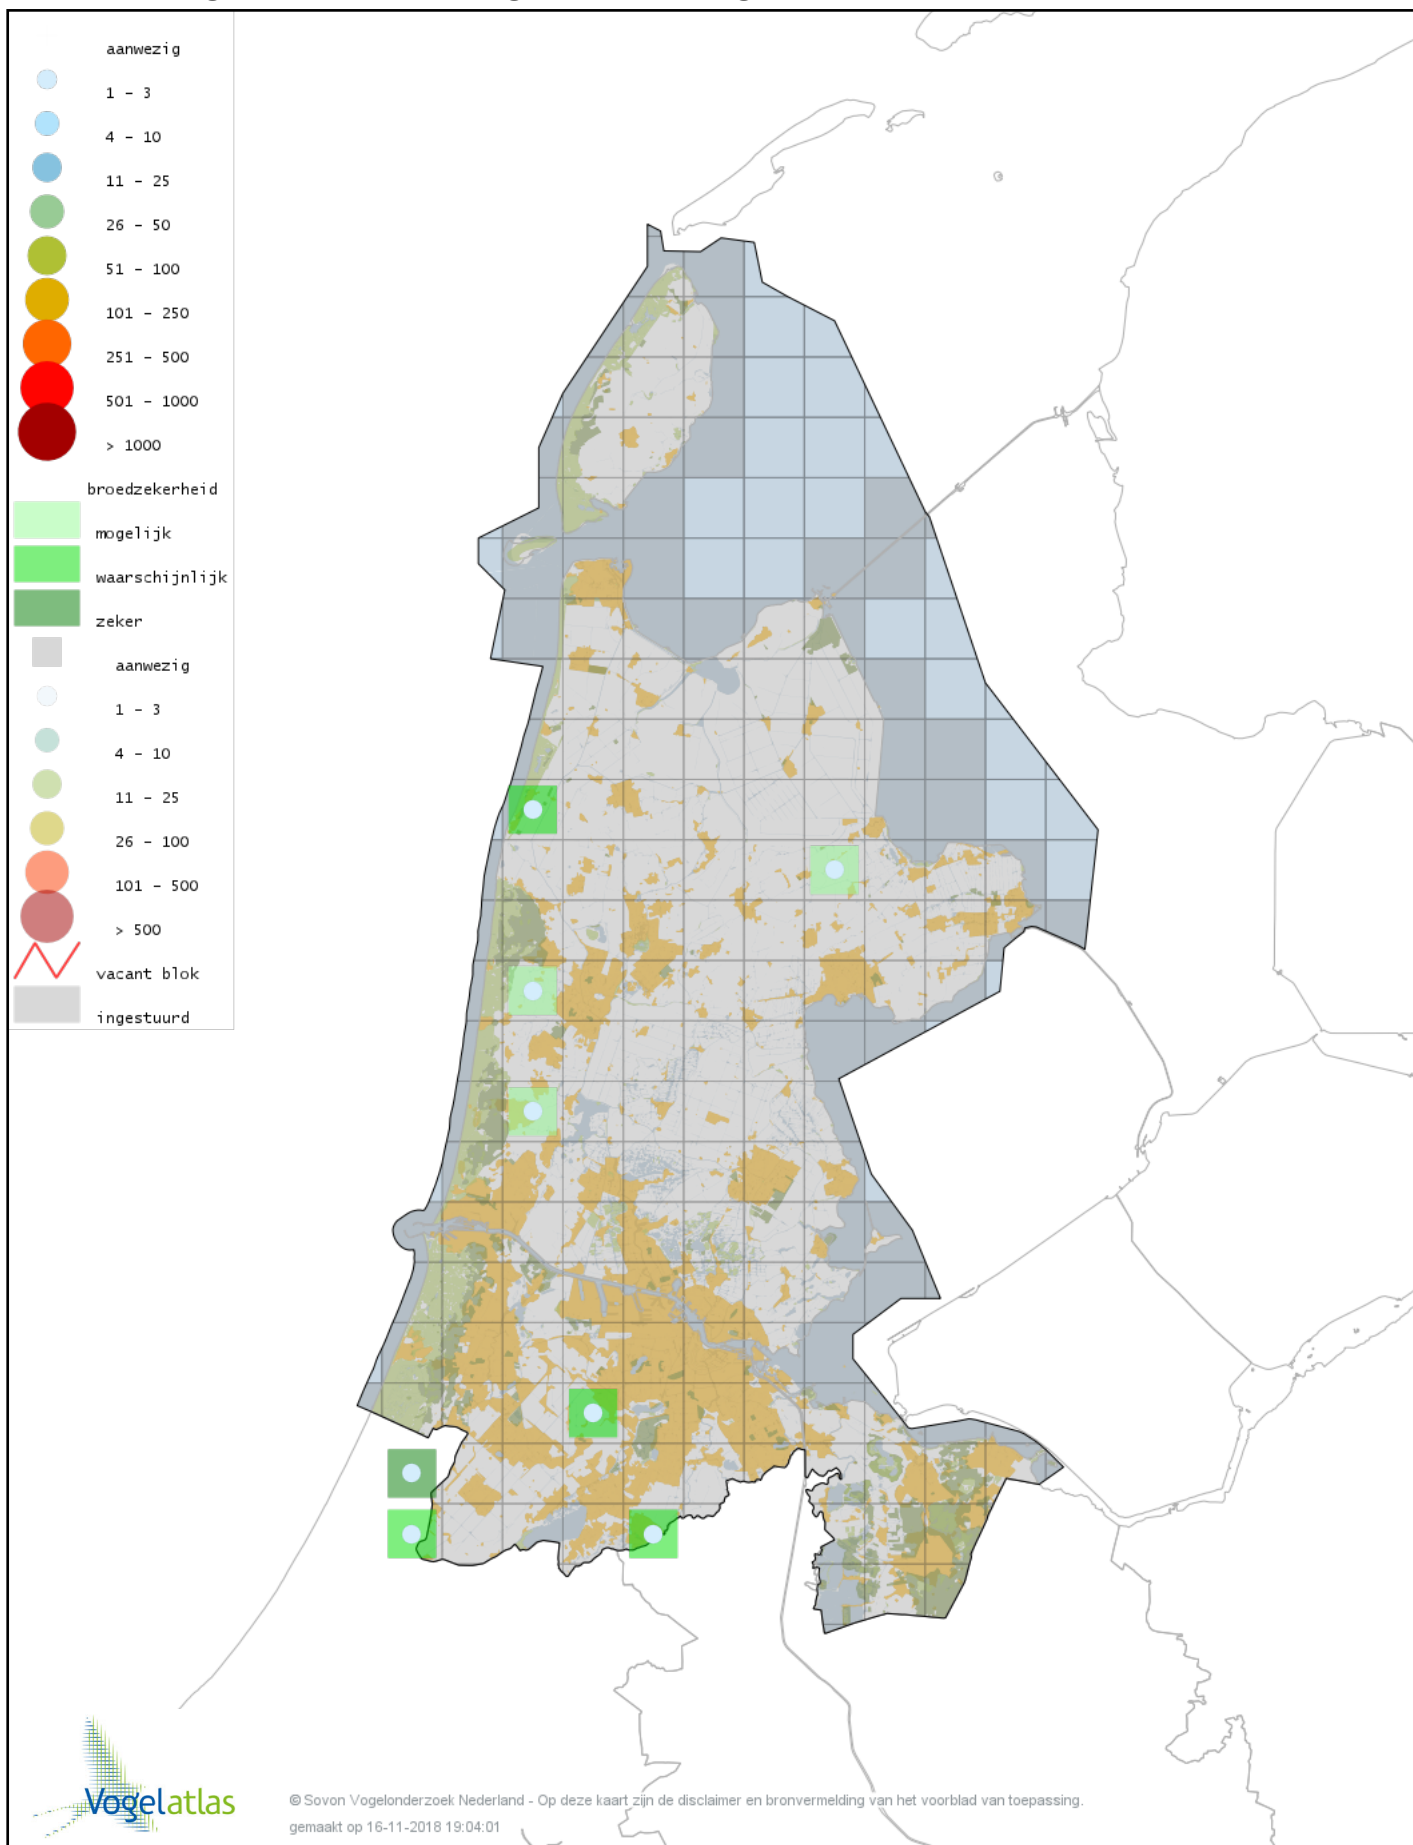 aanwezig
1 - 3
4 - 10
11 - 25
26 - 50
51 - 100
101 - 250
251 - 500
501 - 1000
> 1000
broedzekerheid
mogelijk
waarschijnlijk
zeker
aanwezig
1 - 3
4 - 10
11 - 25
26 - 100
101 - 500
> 500
vacant blok
ingestuurd
Vogelatlas
© Sovon Vogelonderzoek Nederland - Op deze kaart zijn de disclaimer en bronvermelding van het voorblad van toepassing.
gemaakt op 16-11-2018 19:04:01